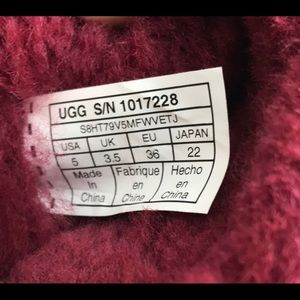 UGG S/N 1017228
S8HT79V5MFWVETJ
USA UK EU JAPAN
5 3.5 36 22
Made Fabrique Hecho
in en en
China Chine China